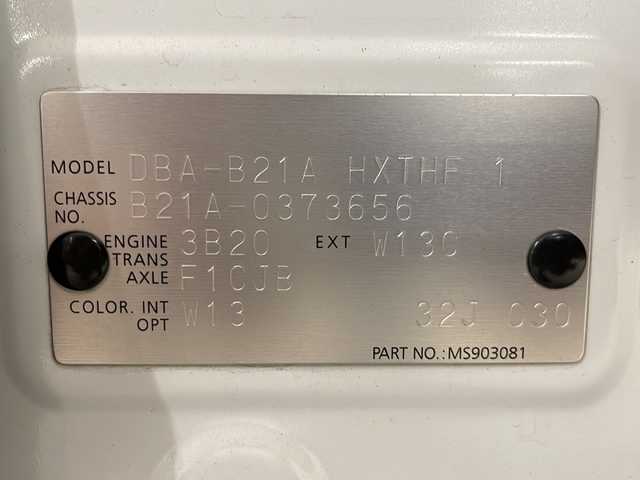 MODEL DBA-B21A HXTHF 1
CHASSIS NO. B21A-0373656
ENGINE 3B20 EXT W13C
TRANS AXLE F1CJB
COLOR. INT OPT W13 32J 030
PART NO.:MS903081